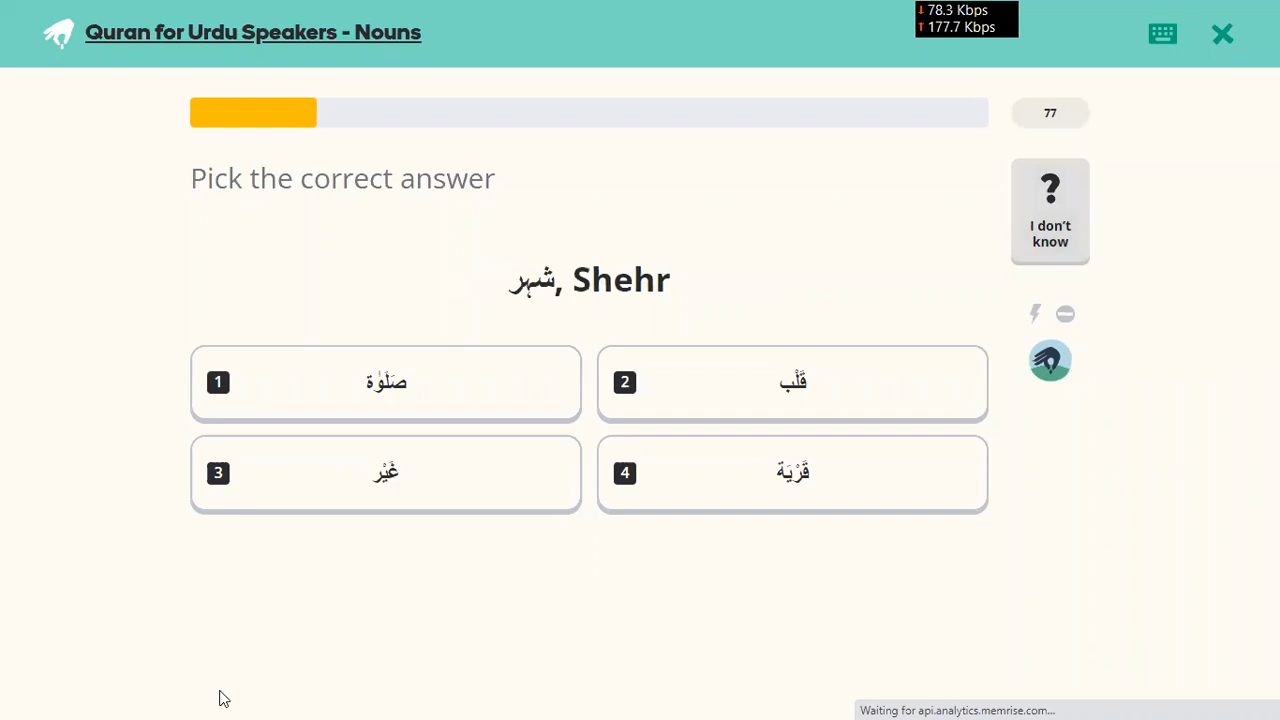 ↓ 78.3 Kbps
↑ 177.7 Kbps
Quran for Urdu Speakers - Nouns
77
Pick the correct answer
?
I don't
know
شہر, Shehr
1 صَلَوٰة
2 قَلْب
3 غَيْر
4 قَرْيَة
Waiting for api.analytics.memrise.com...